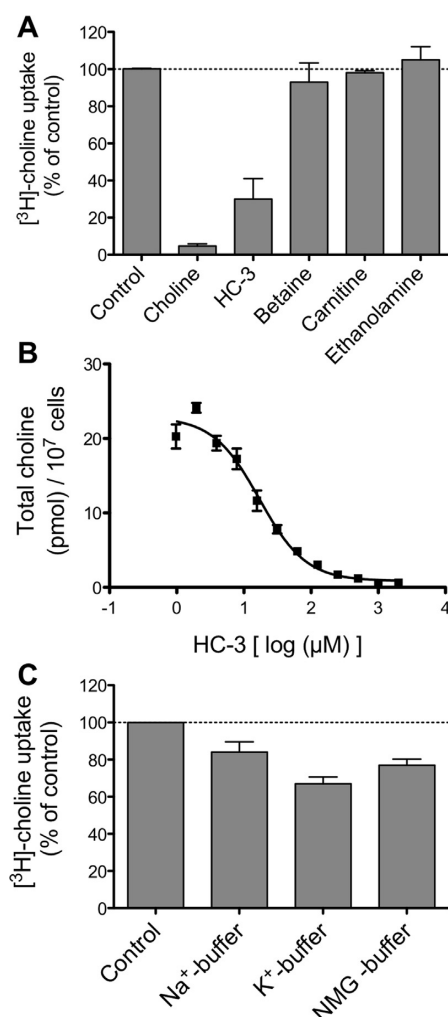 A
[³H]-choline uptake
(% of control)
120
100
80
60
40
20
0
Control
Choline
HC-3
Betaine
Carnitine
Ethanolamine
B
Total choline
(pmol) / 10⁷ cells
30
20
10
0
-1
0
1
2
3
4
HC-3 [ log (µM) ]
C
[³H]-choline uptake
(% of control)
120
100
80
60
40
20
0
Control
Na⁺-buffer
K⁺-buffer
NMG -buffer